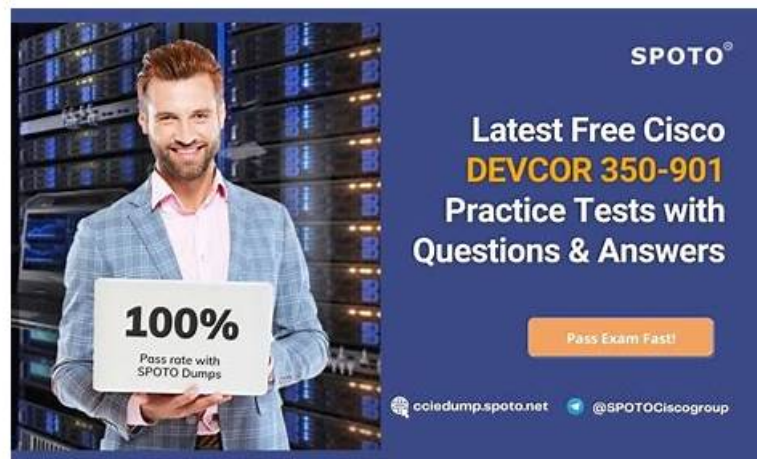 SPOTO®
Latest Free Cisco
DEVCOR 350-901
Practice Tests with
Questions & Answers
100%
Pass rate with
SPOTO Dumps
Pass Exam Fast!
cciedump.spoto.net
@SPOTOCiscogroup